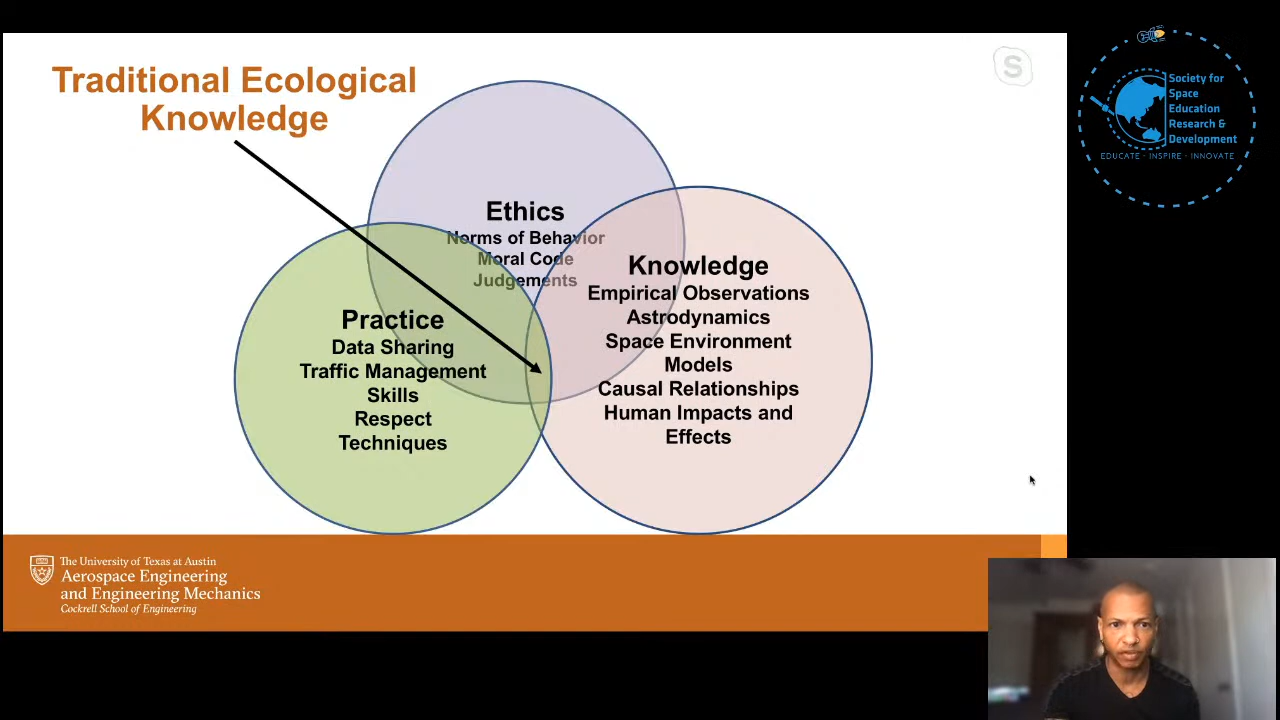 Traditional Ecological
Knowledge
Ethics
Norms of Behavior
Moral Code
Judgements
Knowledge
Empirical Observations
Astrodynamics
Space Environment
Models
Causal Relationships
Human Impacts and
Effects
Practice
Data Sharing
Traffic Management
Skills
Respect
Techniques
The University of Texas at Austin
Aerospace Engineering
and Engineering Mechanics
Cockrell School of Engineering
S
Society for
Space
Education
Research &
Development
EDUCATE · INSPIRE · INNOVATE